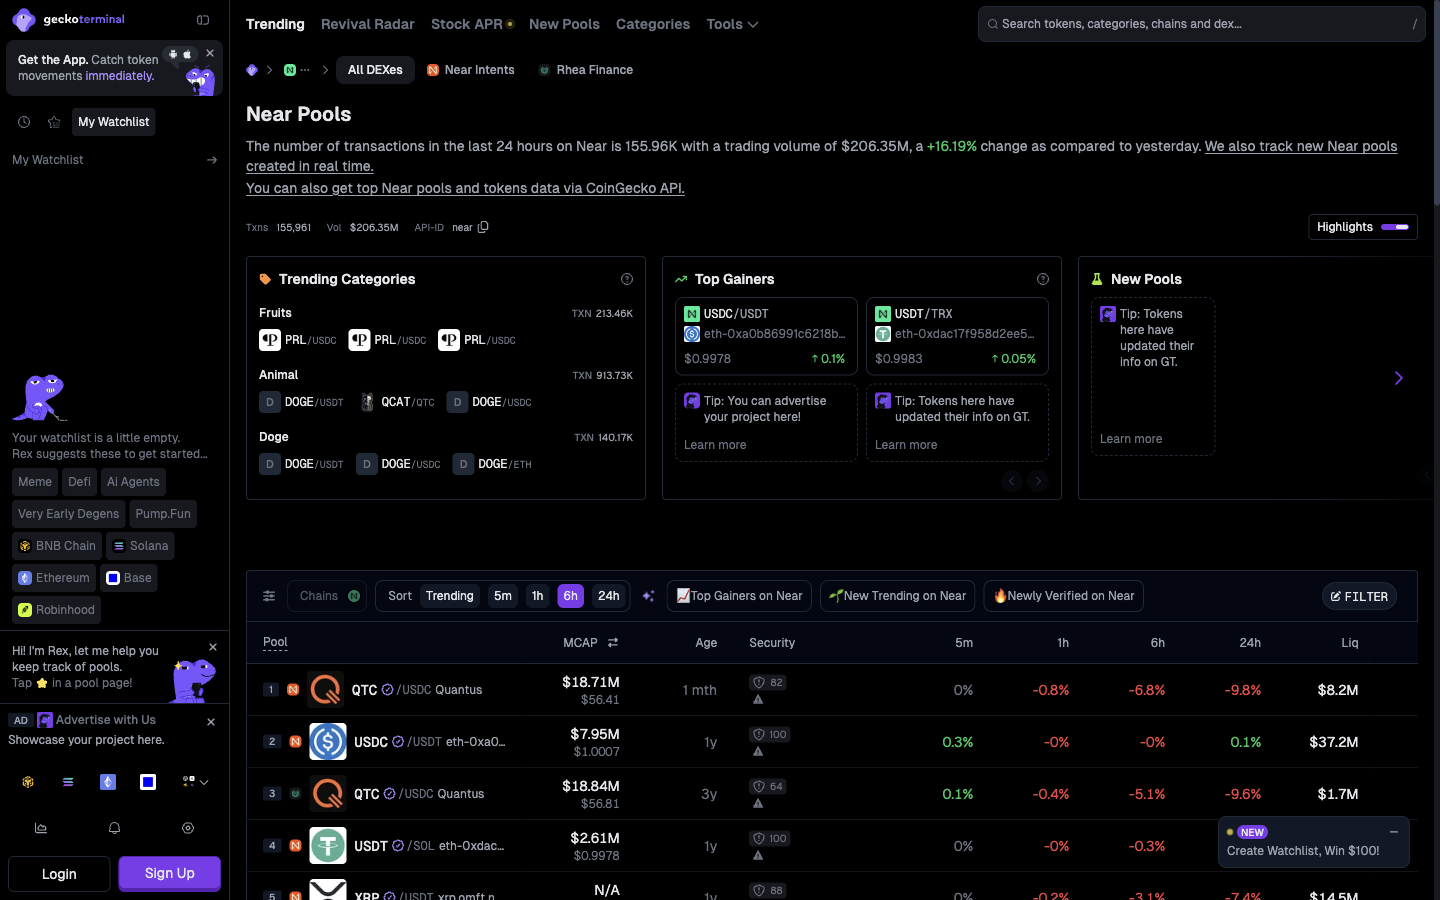 geckoterminal
Get the App. Catch token
movements immediately.
My Watchlist
My Watchlist
Your watchlist is a little empty.
Rex suggests these to get started...
Meme
Defi
Ai Agents
Very Early Degens
Pump.Fun
BNB Chain
Solana
Ethereum
Base
Robinhood
Hi! I'm Rex, let me help you
keep track of pools.
Tap ⭐ in a pool page!
AD Advertise with Us
Showcase your project here.
Login
Sign Up
Trending
Revival Radar
Stock APR
New Pools
Categories
Tools
Search tokens, categories, chains and dex...
/
...
All DEXes
Near Intents
Rhea Finance
Near Pools
The number of transactions in the last 24 hours on Near is 155.96K with a trading volume of $206.35M, a +16.19% change as compared to yesterday. We also track new Near pools
created in real time.
You can also get top Near pools and tokens data via CoinGecko API.
Txns 155,961 Vol $206.35M API-ID near
Highlights
Trending Categories
Fruits TXN 213.46K
PRL/USDC PRL/USDC PRL/USDC
Animal TXN 913.73K
D DOGE/USDT QCAT/QTC D DOGE/USDC
Doge TXN 140.17K
D DOGE/USDT D DOGE/USDC D DOGE/ETH
Top Gainers
USDC/USDT
eth-0xa0b86991c6218b...
$0.9978 ↑ 0.1%
USDT/TRX
eth-0xdac17f958d2ee5...
$0.9983 ↑ 0.05%
Tip: You can advertise
your project here!
Learn more
Tip: Tokens here have
updated their info on GT.
Learn more
New Pools
Tip: Tokens
here have
updated their
info on GT.
Learn more
Chains
Sort Trending 5m 1h 6h 24h
📈Top Gainers on Near
🌱New Trending on Near
🔥Newly Verified on Near
FILTER
Pool MCAP Age Security 5m 1h 6h 24h Liq
1 QTC /USDC Quantus $18.71M 1 mth 82 0% -0.8% -6.8% -9.8% $8.2M
$56.41
2 USDC /USDT eth-0xa0... $7.95M 1y 100 0.3% -0% -0% 0.1% $37.2M
$1.0007
3 QTC /USDC Quantus $18.84M 3y 64 0.1% -0.4% -5.1% -9.6% $1.7M
$56.81
4 USDT /SOL eth-0xdac... $2.61M 1y 100 0% -0% -0.3%
$0.9978
5 XRP /USDT xrp.omft.n... N/A 1y 88 0% -0.2% -3.1% -7.4% $14.5M
NEW
Create Watchlist, Win $100!